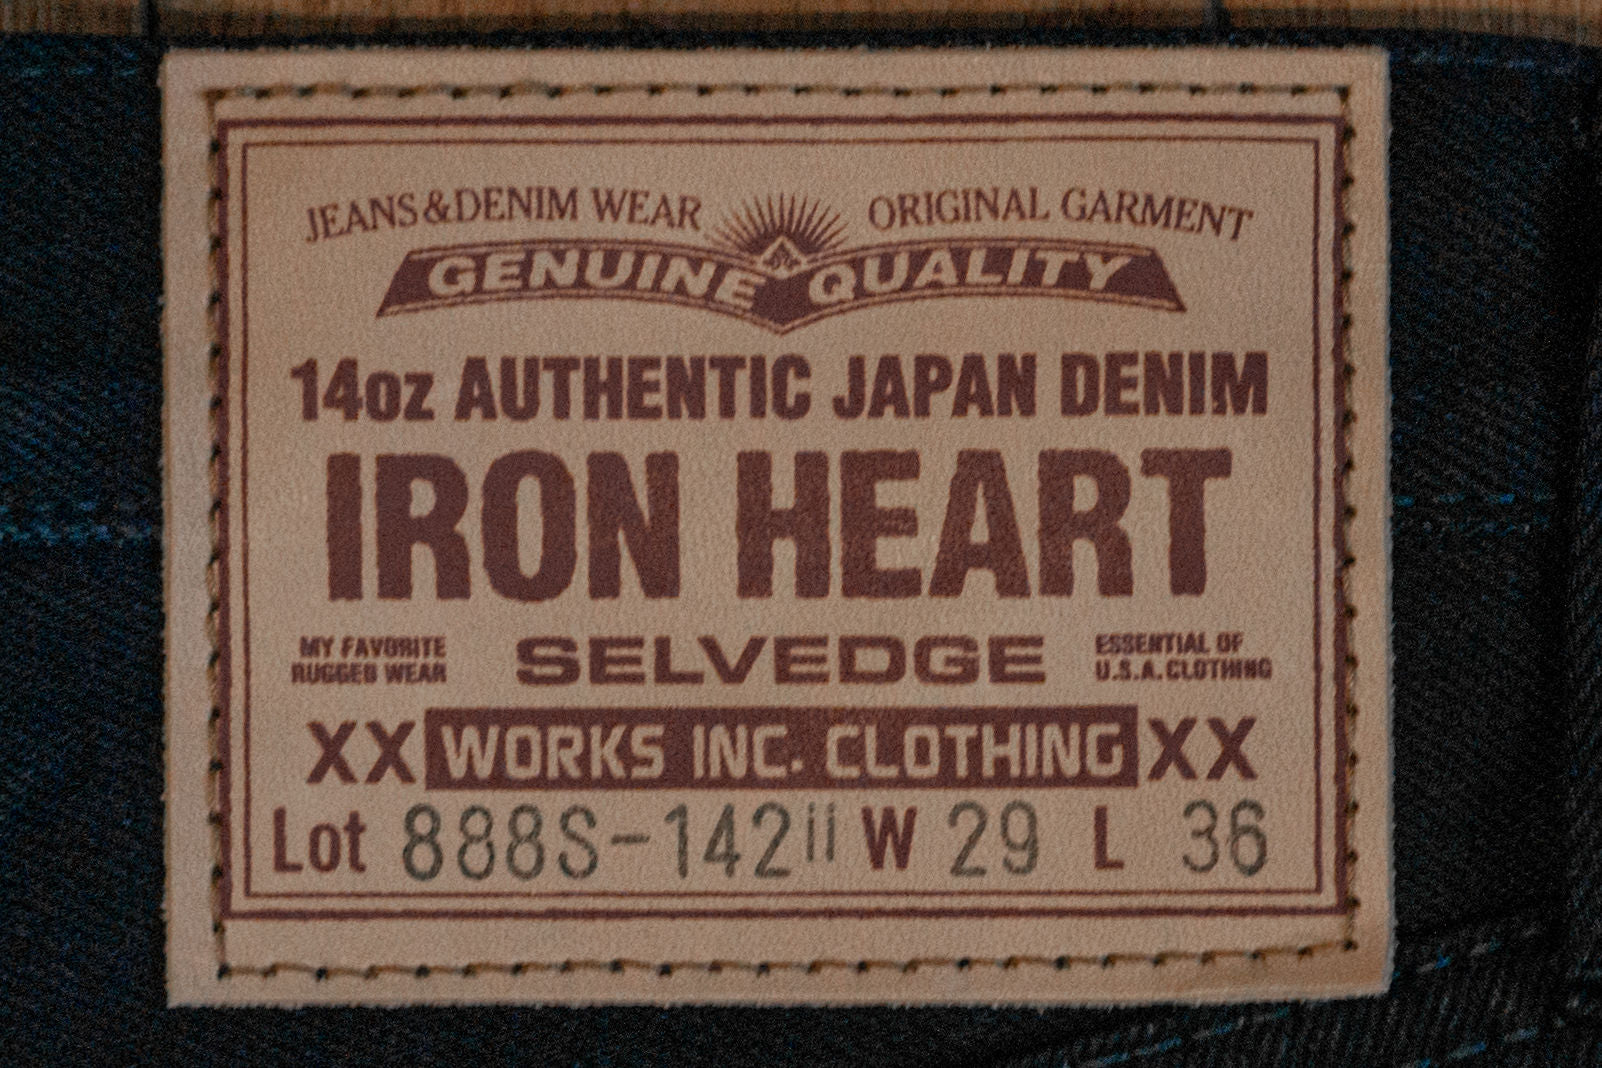 JEANS&DENIM WEAR ORIGINAL GARMENT
GENUINE QUALITY
14oz AUTHENTIC JAPAN DENIM
IRON HEART
MY FAVORITE
RUGGED WEAR
SELVEDGE
ESSENTIAL OF
U.S.A.CLOTHING
XX WORKS INC. CLOTHING XX
Lot 888S-142ii W 29 L 36